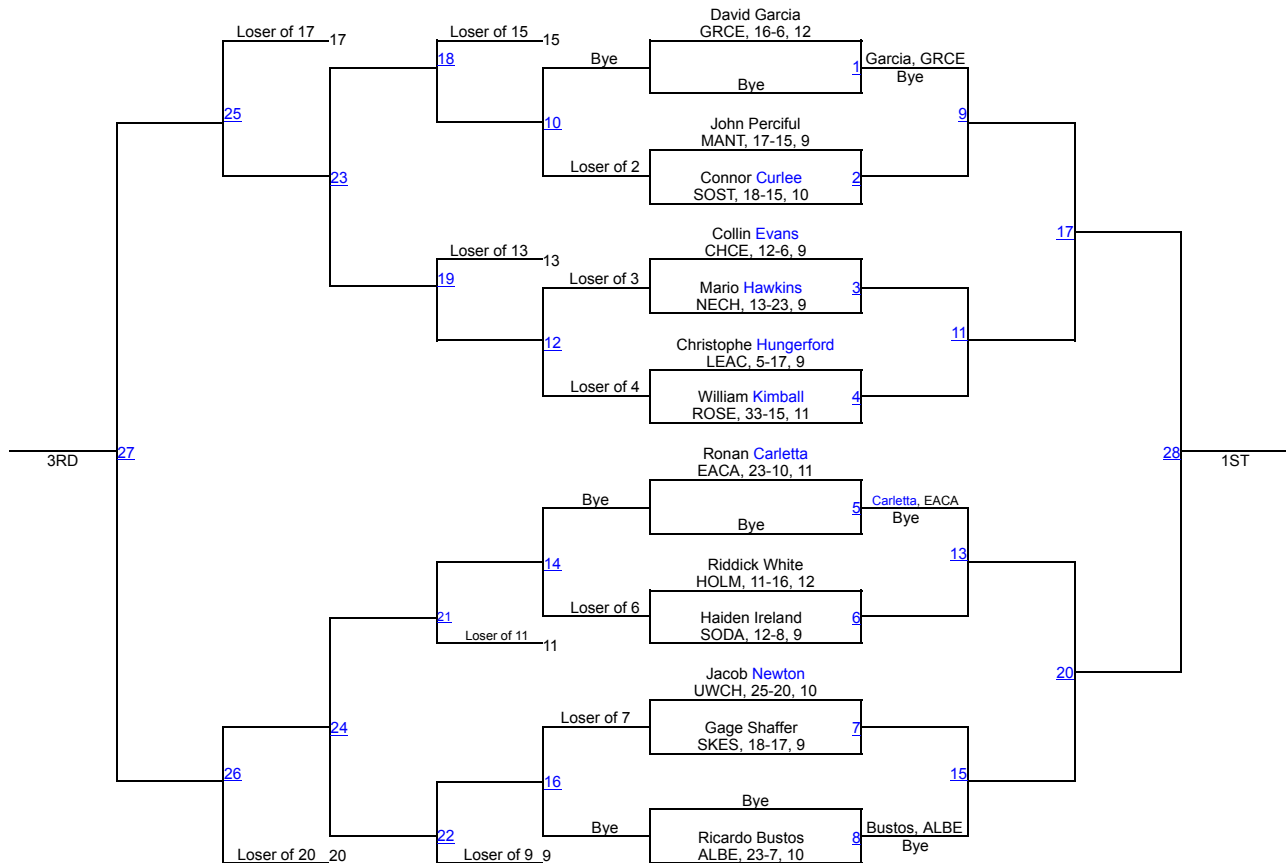 David Garcia
GRCE, 16-6, 12
Loser of 17 17
Loser of 15 15
18
Bye
1
Garcia, GRCE
Bye
Bye
25
10
9
John Perciful
MANT, 17-15, 9
Loser of 2
23
Connor Curlee
SOST, 18-15, 10
2
17
Collin Evans
CHCE, 12-6, 9
Loser of 13 13
19
Loser of 3
Mario Hawkins
NECH, 13-23, 9
3
11
12
Christophe Hungerford
LEAC, 5-17, 9
Loser of 4
William Kimball
ROSE, 33-15, 11
4
3RD
27
28
1ST
Ronan Carletta
EACA, 23-10, 11
Bye
5
Carletta, EACA
Bye
Bye
14
13
Riddick White
HOLM, 11-16, 12
21
Loser of 6
Haiden Ireland
SODA, 12-8, 9
6
Loser of 11 11
20
Jacob Newton
UWCH, 25-20, 10
24
Loser of 7
Gage Shaffer
SKES, 18-17, 9
7
26
16
15
Bye
22
Bye
Ricardo Bustos
ALBE, 23-7, 10
8
Bustos, ALBE
Bye
Loser of 20 20
Loser of 9 9